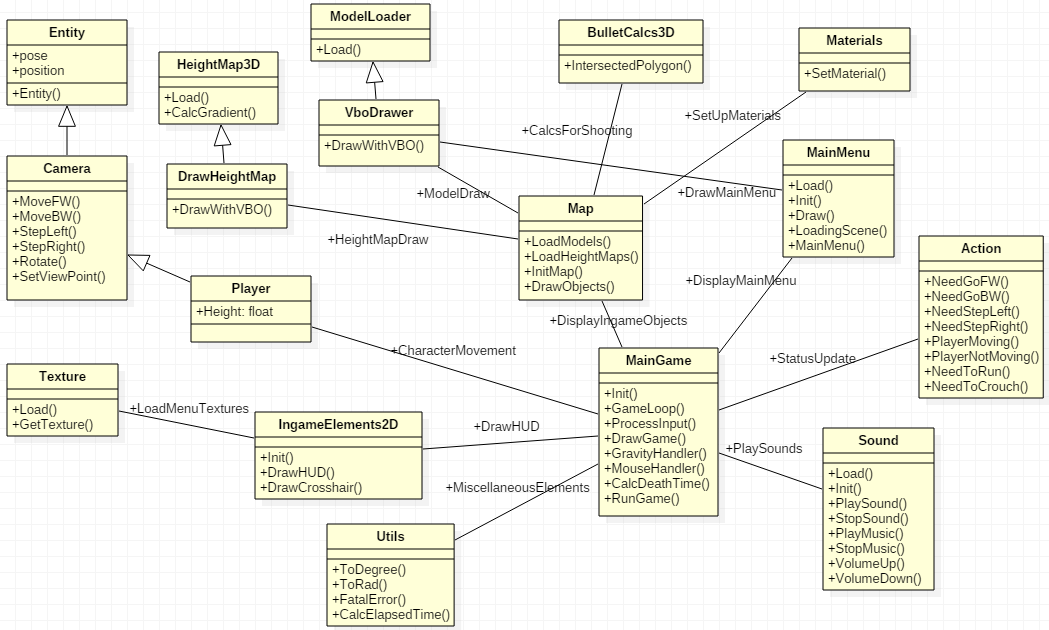 Entity
+pose
+position
+Entity()
HeightMap3D
+Load()
+CalcGradient()
ModelLoader
+Load()
BulletCalcs3D
+IntersectedPolygon()
Materials
+SetMaterial()
VboDrawer
+DrawWithVBO()
+CalcsForShooting
+SetUpMaterials
MainMenu
+Load()
+Init()
+Draw()
+LoadingScene()
+MainMenu()
Camera
+MoveFW()
+MoveBW()
+StepLeft()
+StepRight()
+Rotate()
+SetViewPoint()
DrawHeightMap
+DrawWithVBO()
+ModelDraw
+DrawMainMenu
+HeightMapDraw
Map
+LoadModels()
+LoadHeightMaps()
+InitMap()
+DrawObjects()
Action
+NeedGoFW()
+NeedGoBW()
+NeedStepLeft()
+NeedStepRight()
+PlayerMoving()
+PlayerNotMoving()
+NeedToRun()
+NeedToCrouch()
Player
+Height: float
+DisplayMainMenu
+DisplayIngameObjects
+CharacterMovement
+StatusUpdate
MainGame
+Init()
+GameLoop()
+ProcessInput()
+DrawGame()
+GravityHandler()
+MouseHandler()
+CalcDeathTime()
+RunGame()
Texture
+Load()
+GetTexture()
+LoadMenuTextures
IngameElements2D
+Init()
+DrawHUD()
+DrawCrosshair()
+DrawHUD
+PlaySounds
Sound
+Load()
+Init()
+PlaySound()
+StopSound()
+PlayMusic()
+StopMusic()
+VolumeUp()
+VolumeDown()
+MiscellaneousElements
Utils
+ToDegree()
+ToRad()
+FatalError()
+CalcElapsedTime()